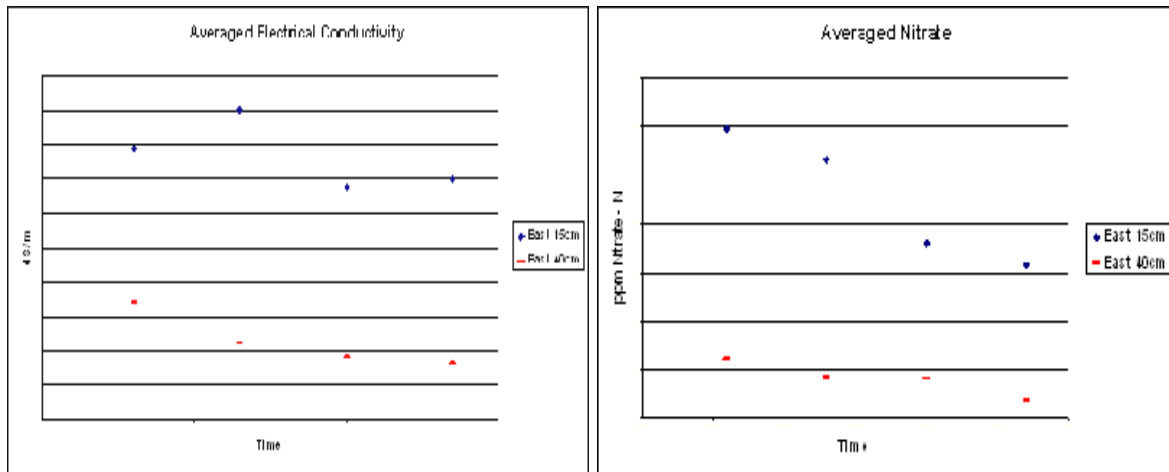 Averaged Electrical Conductivity
East 15cm
East 40cm
Time
Averaged Nitrate
ppm Nitrate - N
East 15cm
East 40cm
Time